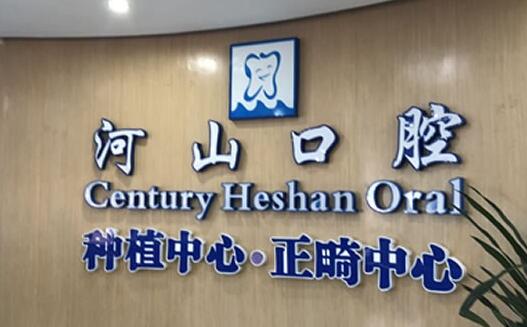 河山口腔
Century Heshan Oral
种植中心·正畸中心